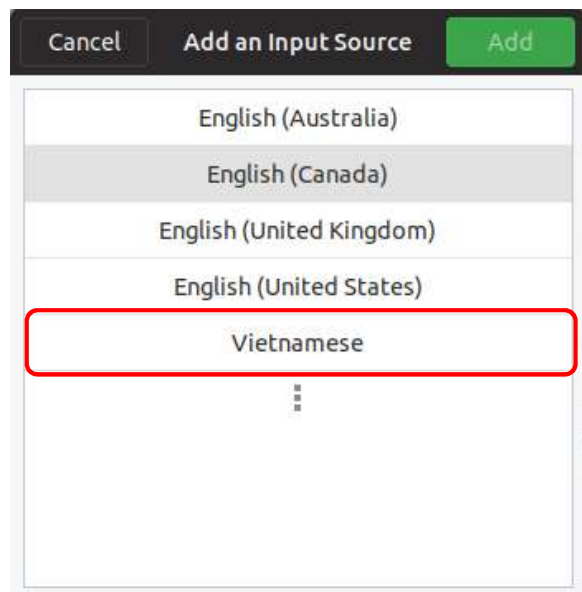 Cancel Add an Input Source Add
English (Australia)
English (Canada)
English (United Kingdom)
English (United States)
Vietnamese